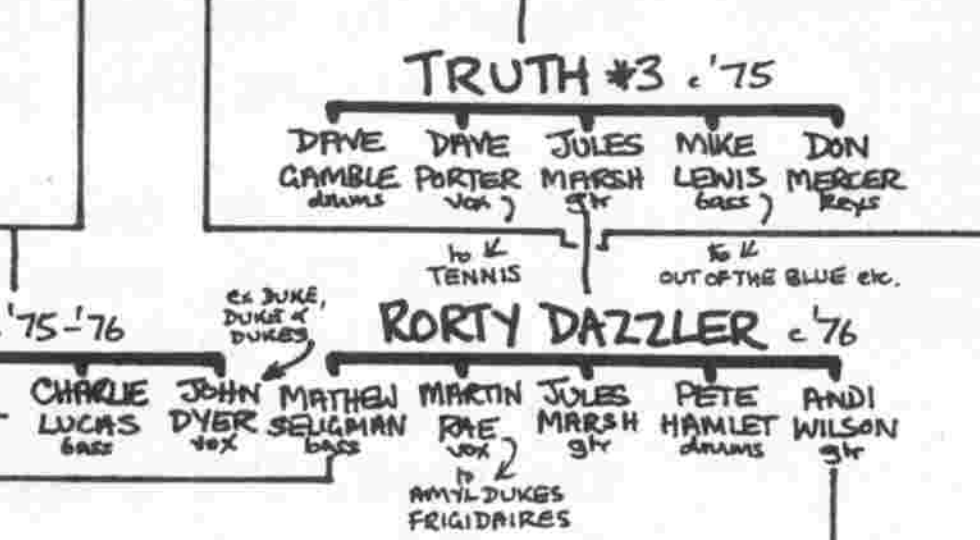 TRUTH #3 c '75
DAVE GAMBLE drums
DAVE PORTER vox
JULES MARSH gtr
MIKE LEWIS bass
DON MERCER keys
to TENNIS
to OUT OF THE BLUE etc.
'75-'76
ex DUKE,
DUKE &
DUKES
CHARLIE LUCAS bass
JOHN DYER vox
RORTY DAZZLER c '76
MATHEW SELIGMAN bass
MARTIN RAE vox
JULES MARSH gtr
PETE HAMLET drums
ANDI WILSON gtr
to
AMYL DUKES
FRIGIDAIRES